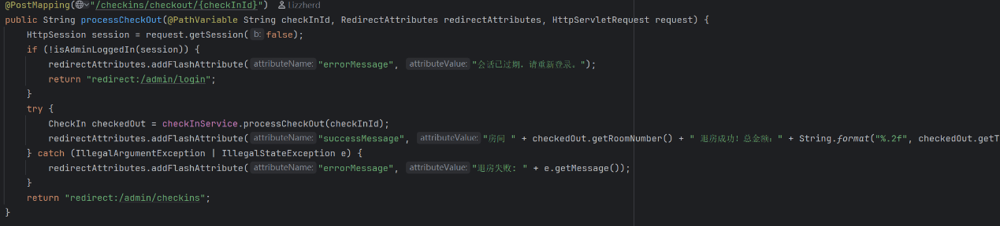 @PostMapping("/checkins/checkout/{checkInId}") Lizzherd
public String processCheckOut(@PathVariable String checkInId, RedirectAttributes redirectAttributes, HttpServletRequest request) {
HttpSession session = request.getSession( b: false);
if (!isAdminLoggedIn(session)) {
redirectAttributes.addFlashAttribute( attributeName: "errorMessage", attributeValue: "会话已过期，请重新登录。");
return "redirect:/admin/login";
}
try {
CheckIn checkedOut = checkInService.processCheckOut(checkInId);
redirectAttributes.addFlashAttribute( attributeName: "successMessage", attributeValue: "房间 " + checkedOut.getRoomNumber() + " 退房成功！总金额：" + String.format("%.2f", checkedOut.getT
} catch (IllegalArgumentException | IllegalStateException e) {
redirectAttributes.addFlashAttribute( attributeName: "errorMessage", attributeValue: "退房失败: " + e.getMessage());
}
return "redirect:/admin/checkins";
}